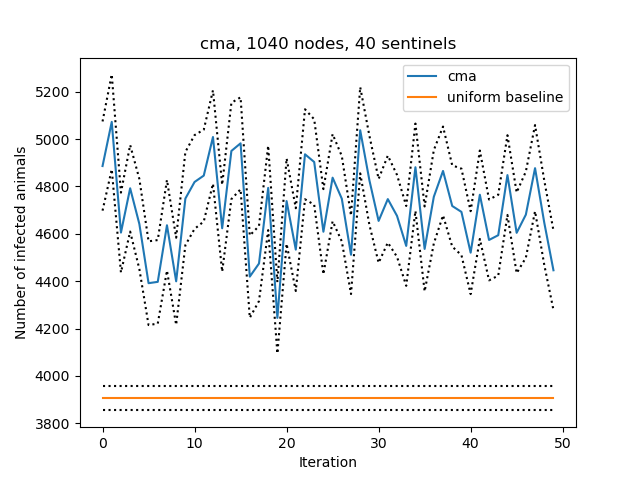 cma, 1040 nodes, 40 sentinels
cma
uniform baseline
Number of infected animals
5200
5000
4800
4600
4400
4200
4000
3800
0 10 20 30 40 50
Iteration